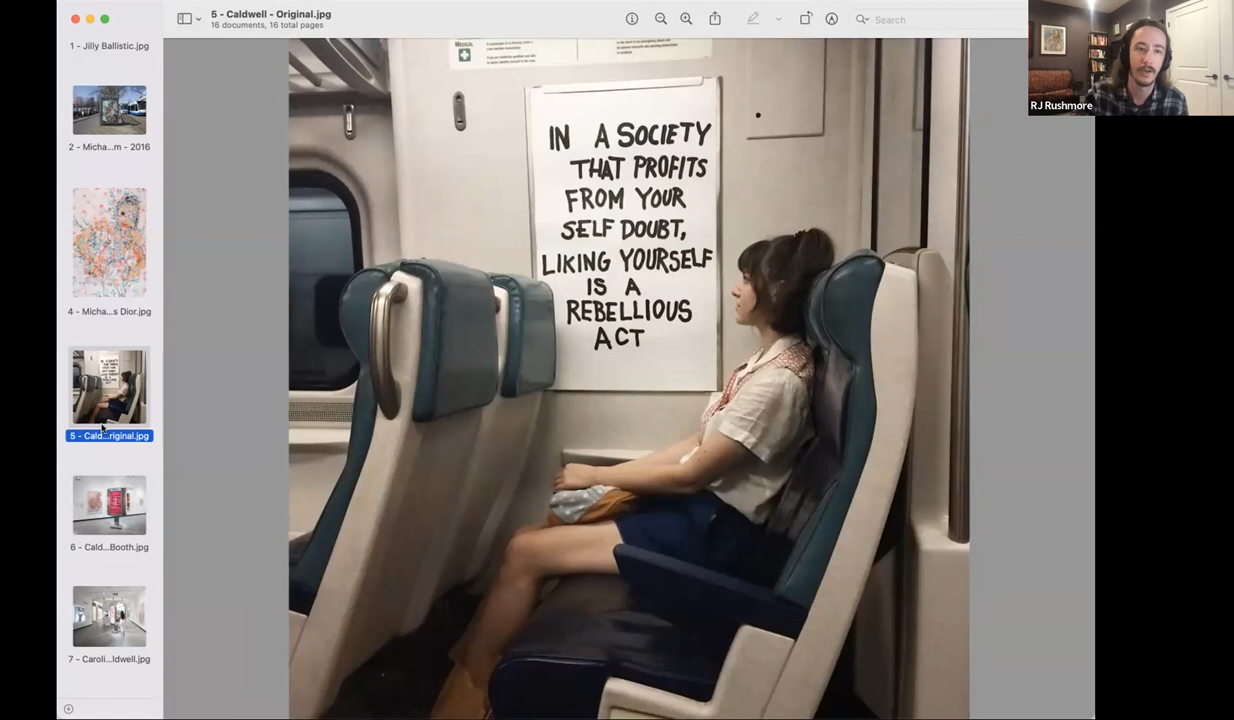 5 - Caldwell - Original.jpg
16 documents, 16 total pages
Search
RJ Rushmore
1 - Jilly Ballistic.jpg
2 - Micha...m - 2016
4 - Micha...s Dior.jpg
5 - Cald...riginal.jpg
6 - Cald...Booth.jpg
7 - Caroli...ldwell.jpg
MEDICAL
IN A SOCIETY
THAT PROFITS
FROM YOUR
SELF DOUBT,
LIKING YOURSELF
IS A
REBELLIOUS
ACT